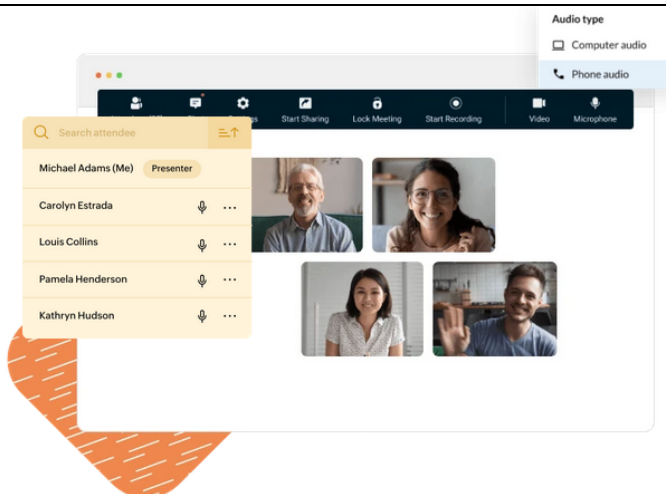 Audio type
Computer audio
Phone audio
Start Sharing
Lock Meeting
Start Recording
Video
Microphone
Search attendee
Michael Adams (Me)
Presenter
Carolyn Estrada
Louis Collins
Pamela Henderson
Kathryn Hudson